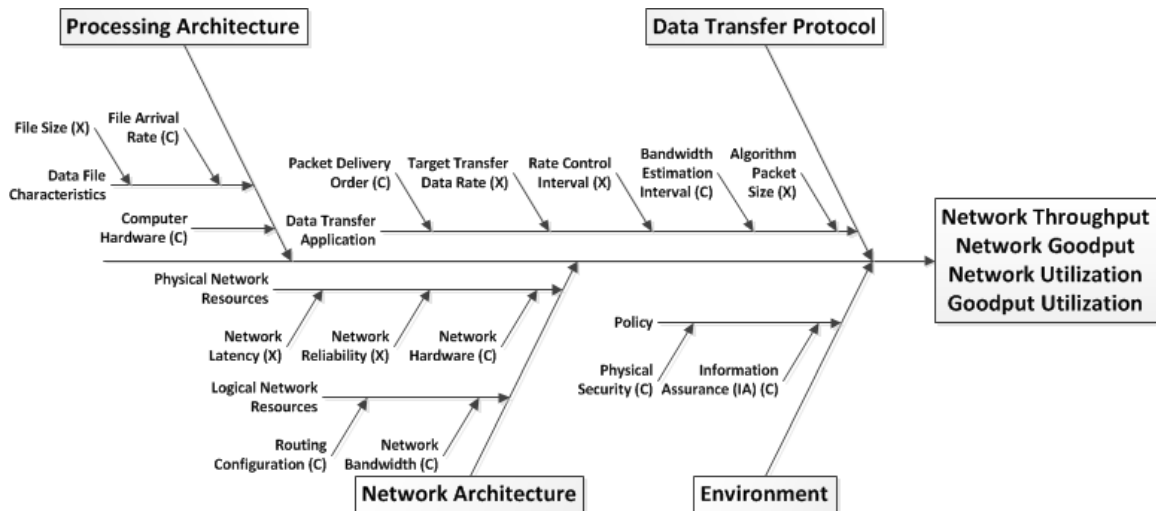 Processing Architecture
Data Transfer Protocol
File Size (X)
File Arrival
Rate (C)
Data File
Characteristics
Computer
Hardware (C)
Packet Delivery
Order (C)
Target Transfer
Data Rate (X)
Rate Control
Interval (X)
Bandwidth
Estimation
Interval (C)
Algorithm
Packet
Size (X)
Data Transfer
Application
Network Throughput
Network Goodput
Network Utilization
Goodput Utilization
Physical Network
Resources
Network
Latency (X)
Network
Reliability (X)
Network
Hardware (C)
Logical Network
Resources
Routing
Configuration (C)
Network
Bandwidth (C)
Policy
Physical
Security (C)
Information
Assurance (IA) (C)
Network Architecture
Environment